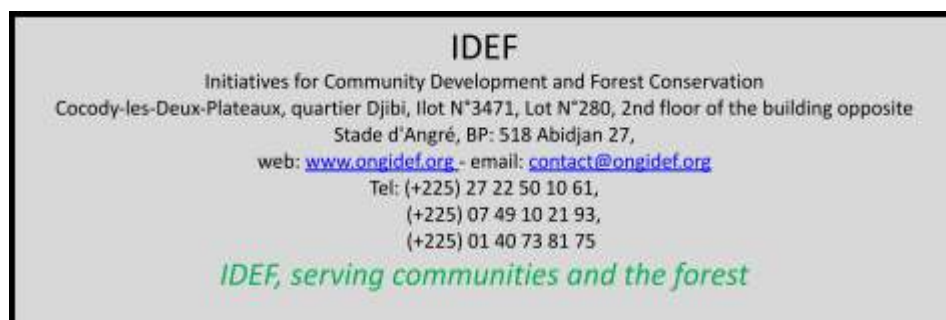 IDEF
Initiatives for Community Development and Forest Conservation
Cocody-les-Deux-Plateaux, quartier Djibi, Ilot N°3471, Lot N°280, 2nd floor of the building opposite
Stade d'Angré, BP: 518 Abidjan 27,
web: www.ongidef.org - email: contact@ongidef.org
Tel: (+225) 27 22 50 10 61,
(+225) 07 49 10 21 93,
(+225) 01 40 73 81 75
IDEF, serving communities and the forest